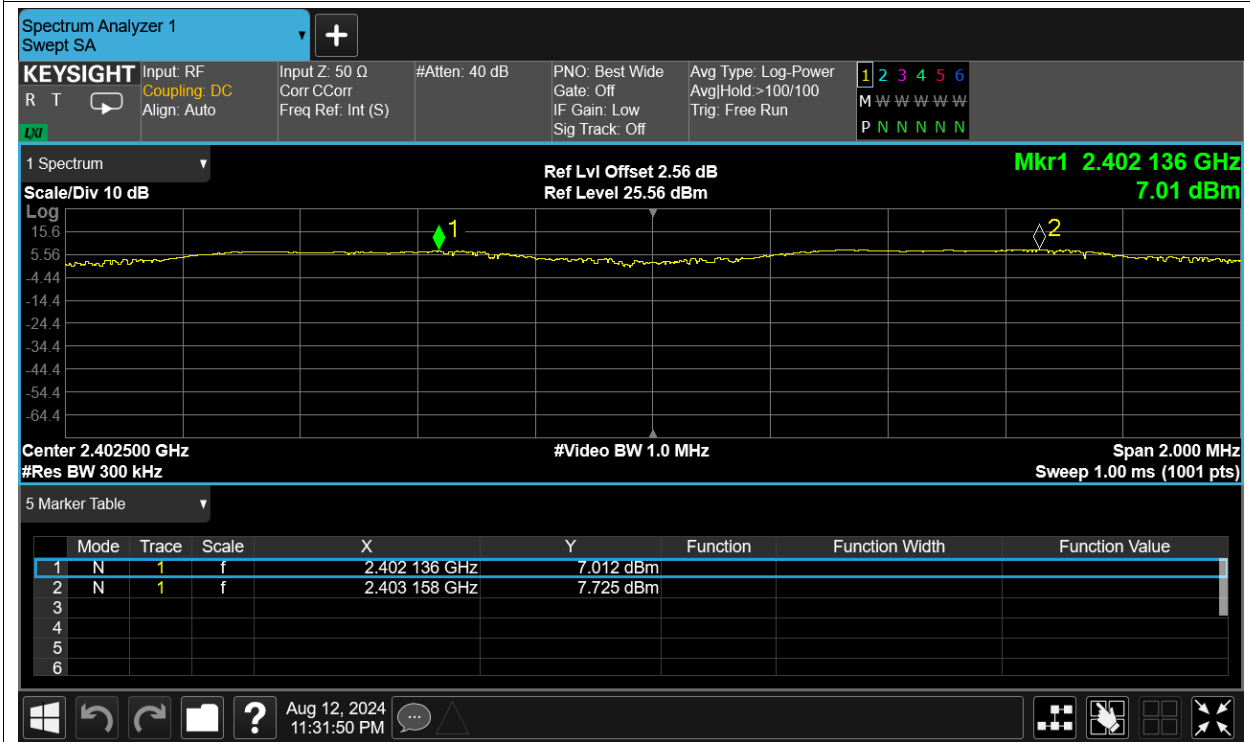 Spectrum Analyzer 1
Swept SA
+
KEYSIGHT Input: RF Input Z: 50 Ω #Atten: 40 dB PNO: Best Wide Avg Type: Log-Power 1 2 3 4 5 6
R T Coupling: DC Corr CCorr Gate: Off Avg|Hold:>100/100 M W W W W W
Align: Auto Freq Ref: Int (S) IF Gain: Low Trig: Free Run
LXI Sig Track: Off P N N N N N
1 Spectrum Ref Lvl Offset 2.56 dB Mkr1 2.402 136 GHz
Scale/Div 10 dB Ref Level 25.56 dBm 7.01 dBm
Log
15.6 1 2
5.56
-4.44
-14.4
-24.4
-34.4
-44.4
-54.4
-64.4
Center 2.402500 GHz #Video BW 1.0 MHz Span 2.000 MHz
#Res BW 300 kHz Sweep 1.00 ms (1001 pts)
5 Marker Table
Mode Trace Scale X Y Function Function Width Function Value
1 N 1 f 2.402 136 GHz 7.012 dBm
2 N 1 f 2.403 158 GHz 7.725 dBm
3
4
5
6
? Aug 12, 2024
11:31:50 PM